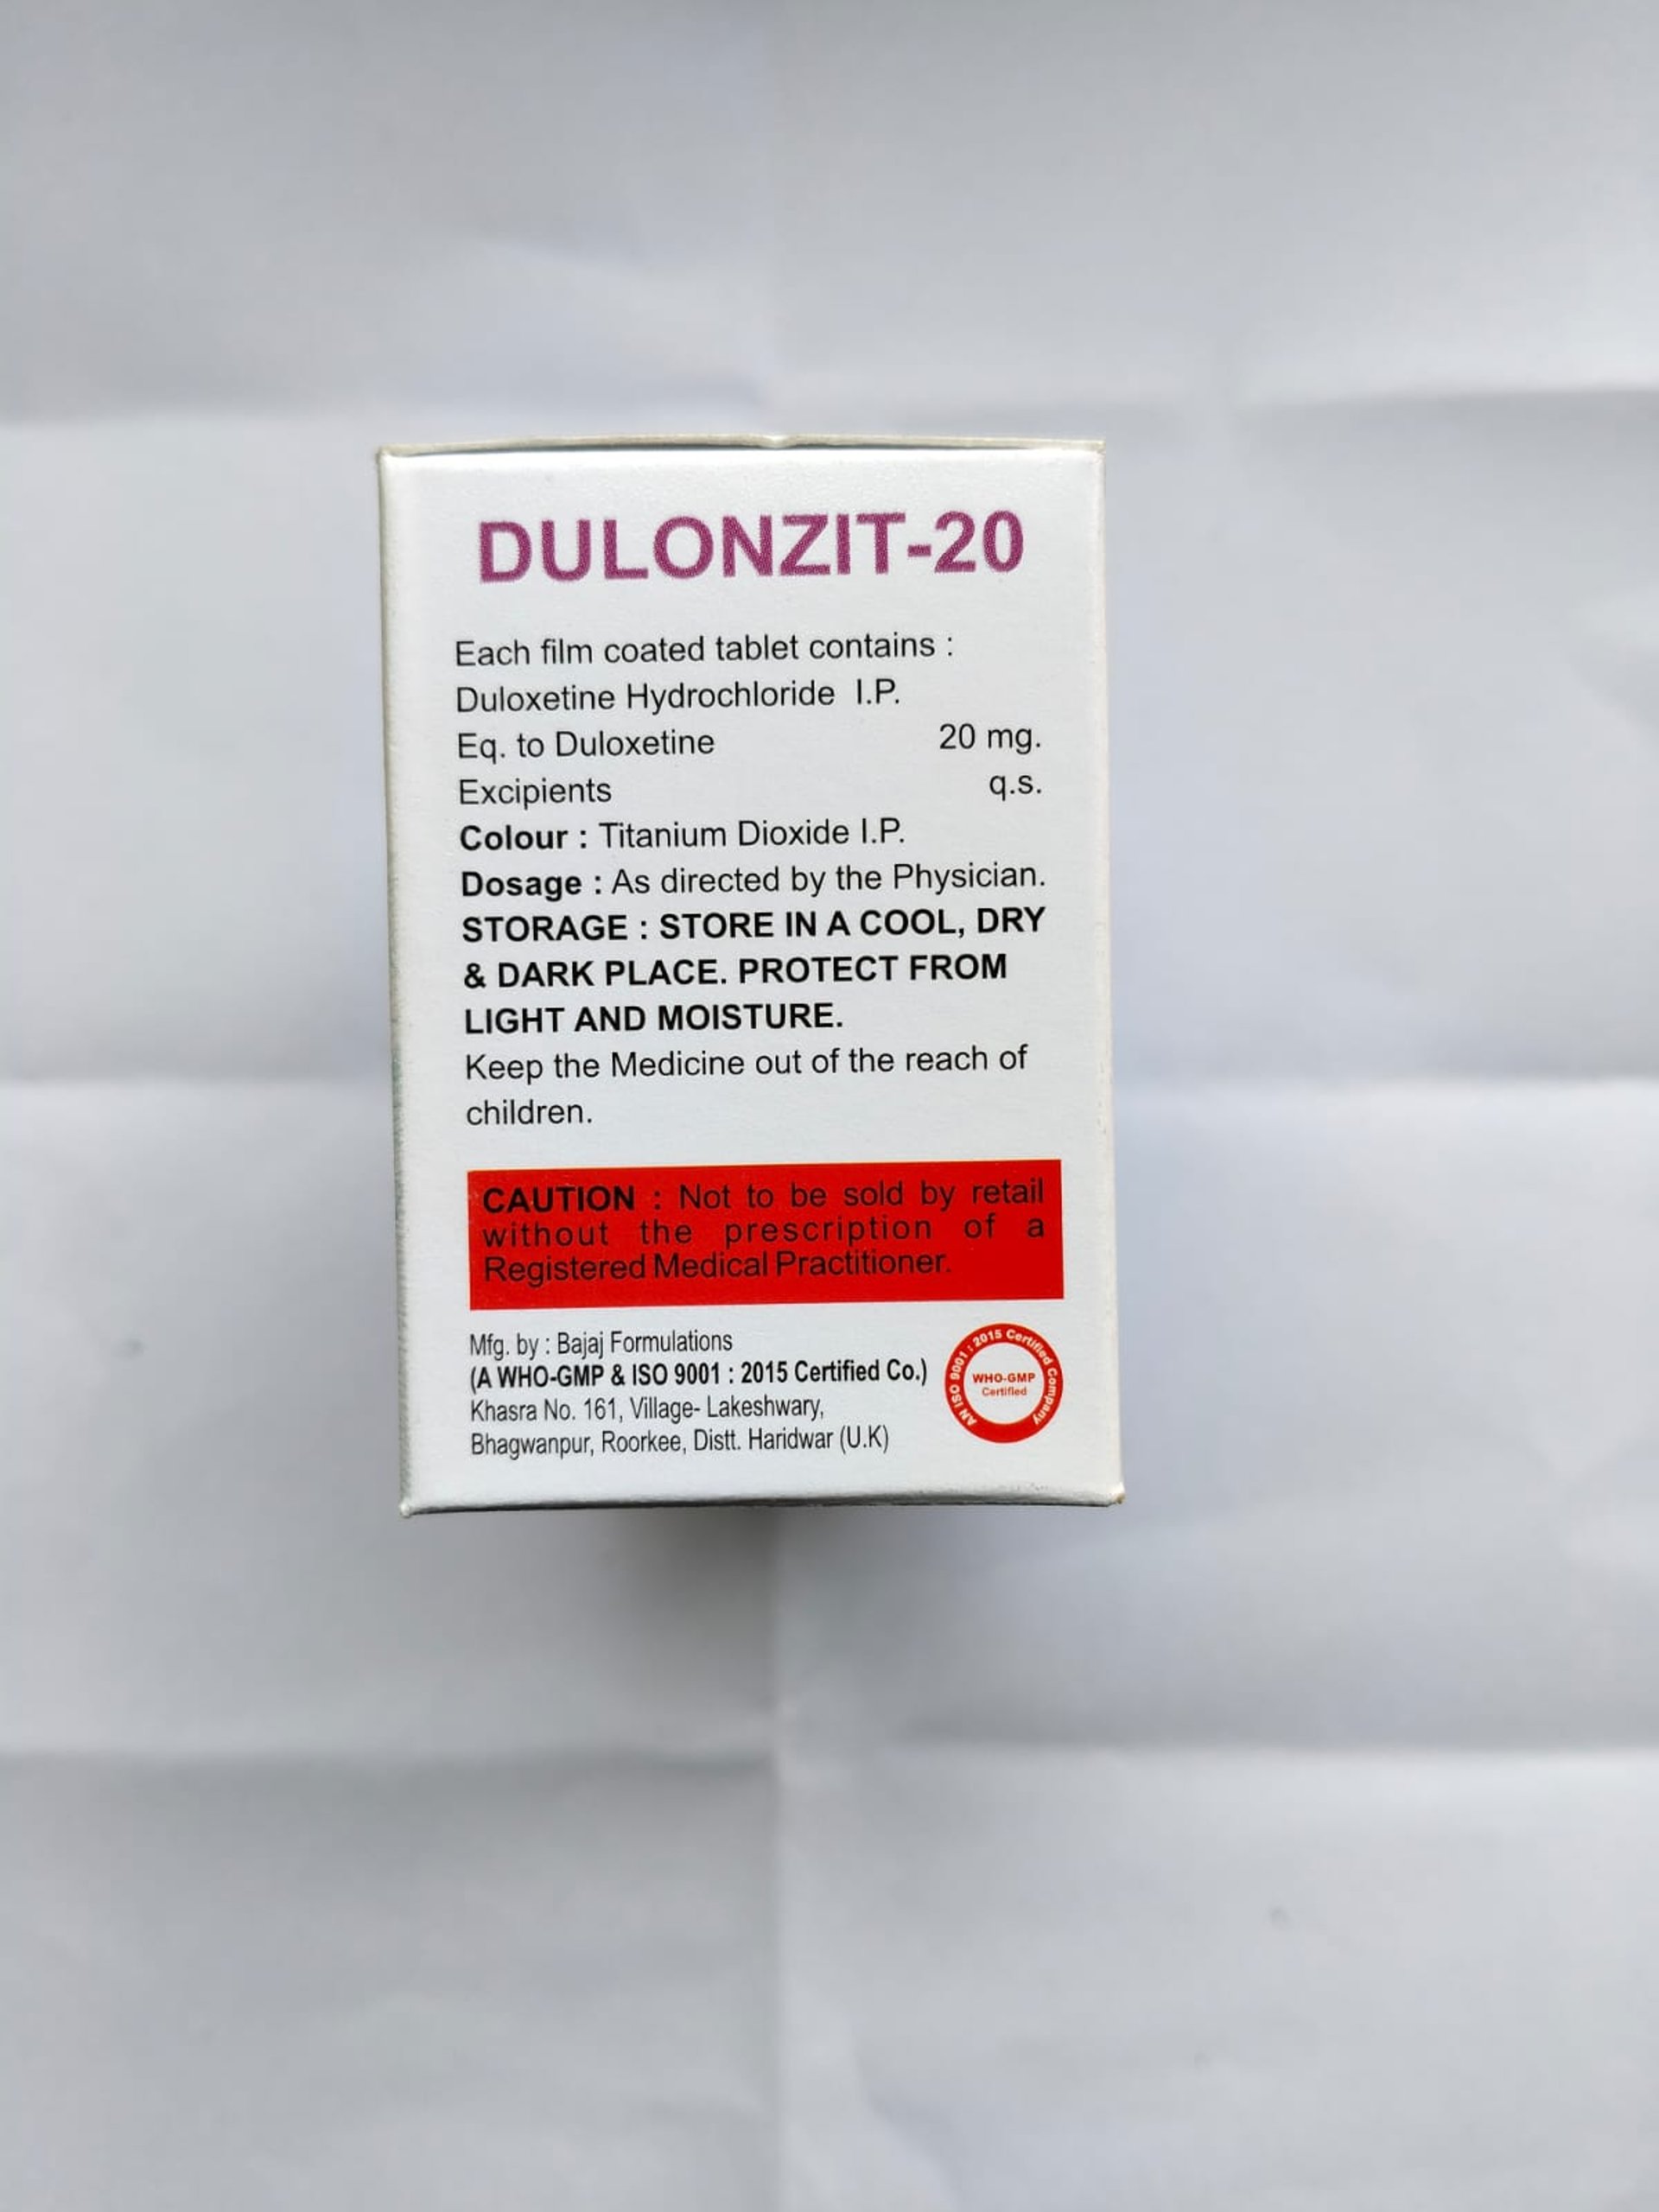 DULONZIT-20
Each film coated tablet contains :
Duloxetine Hydrochloride I.P.
Eq. to Duloxetine 20 mg.
Excipients q.s.
Colour : Titanium Dioxide I.P.
Dosage : As directed by the Physician.
STORAGE : STORE IN A COOL, DRY
& DARK PLACE. PROTECT FROM
LIGHT AND MOISTURE.
Keep the Medicine out of the reach of
children.
CAUTION : Not to be sold by retail
without the prescription of a
Registered Medical Practitioner.
Mfg. by : Bajaj Formulations
(A WHO-GMP & ISO 9001 : 2015 Certified Co.)
Khasra No. 161, Village- Lakeshwary,
Bhagwanpur, Roorkee, Distt. Haridwar (U.K)
AN ISO 9001 : 2015 Certified Company
WHO-GMP
Certified